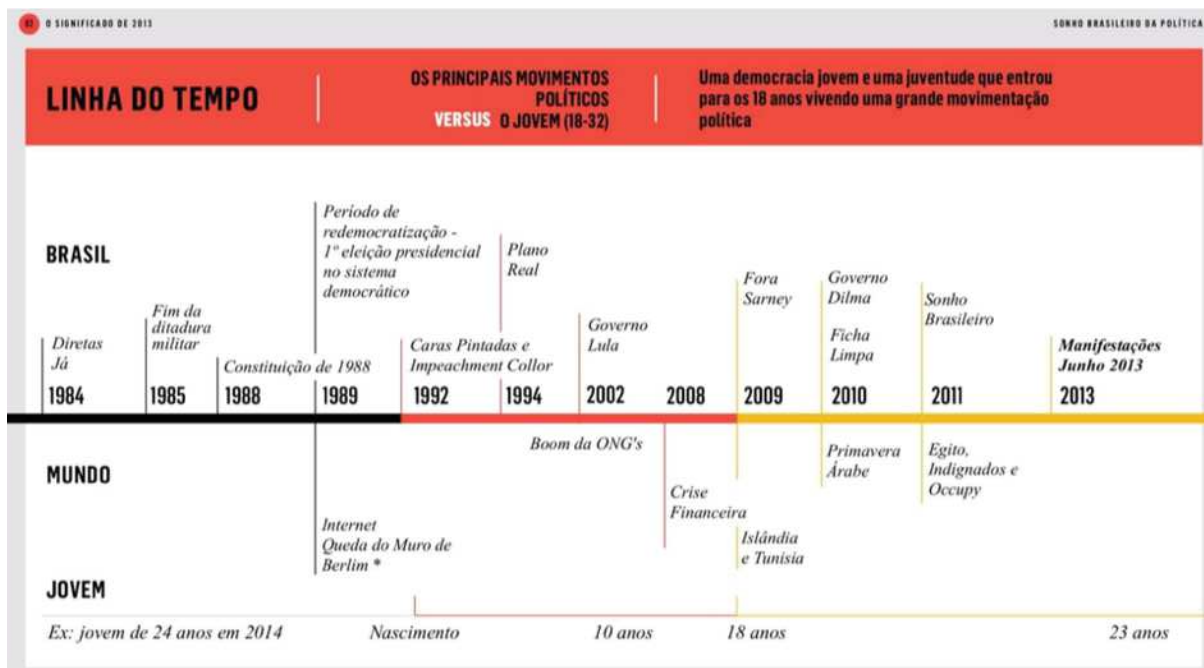 02 O SIGNIFICADO DE 2013
SONHO BRASILEIRO DA POLÍTICA
LINHA DO TEMPO
OS PRINCIPAIS MOVIMENTOS
POLÍTICOS
VERSUS O JOVEM (18-32)
Uma democracia jovem e uma juventude que entrou
para os 18 anos vivendo uma grande movimentação
política
BRASIL
Diretas
Já
1984
Fim da
ditadura
militar
1985
Constituição de 1988
1988
Período de
redemocratização -
1ª eleição presidencial
no sistema
democrático
1989
Caras Pintadas e
Impeachment Collor
1992
Plano
Real
1994
Governo
Lula
2002
2008
Fora
Sarney
2009
Governo
Dilma
Ficha
Limpa
2010
Sonho
Brasileiro
2011
Manifestações
Junho 2013
2013
MUNDO
Internet
Queda do Muro de
Berlim *
Boom da ONG's
Crise
Financeira
Islândia
e Tunisia
Primavera
Árabe
Egito,
Indignados e
Occupy
JOVEM
Ex: jovem de 24 anos em 2014
Nascimento
10 anos
18 anos
23 anos